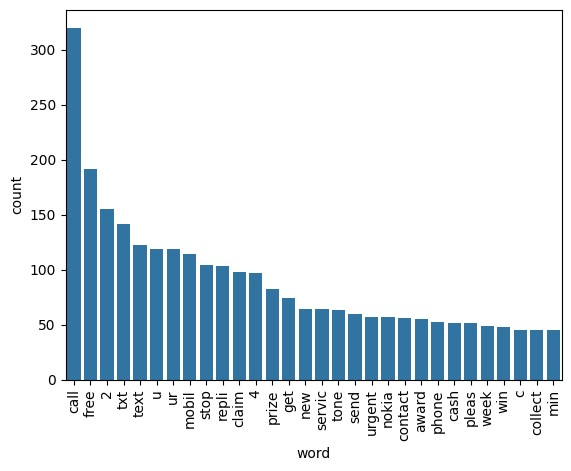 300
250
200
150
100
50
0
count
call free 2 txt text u ur mobil stop repli claim 4 prize get new servic tone send urgent nokia contact award phone cash pleas week win c collect min
word